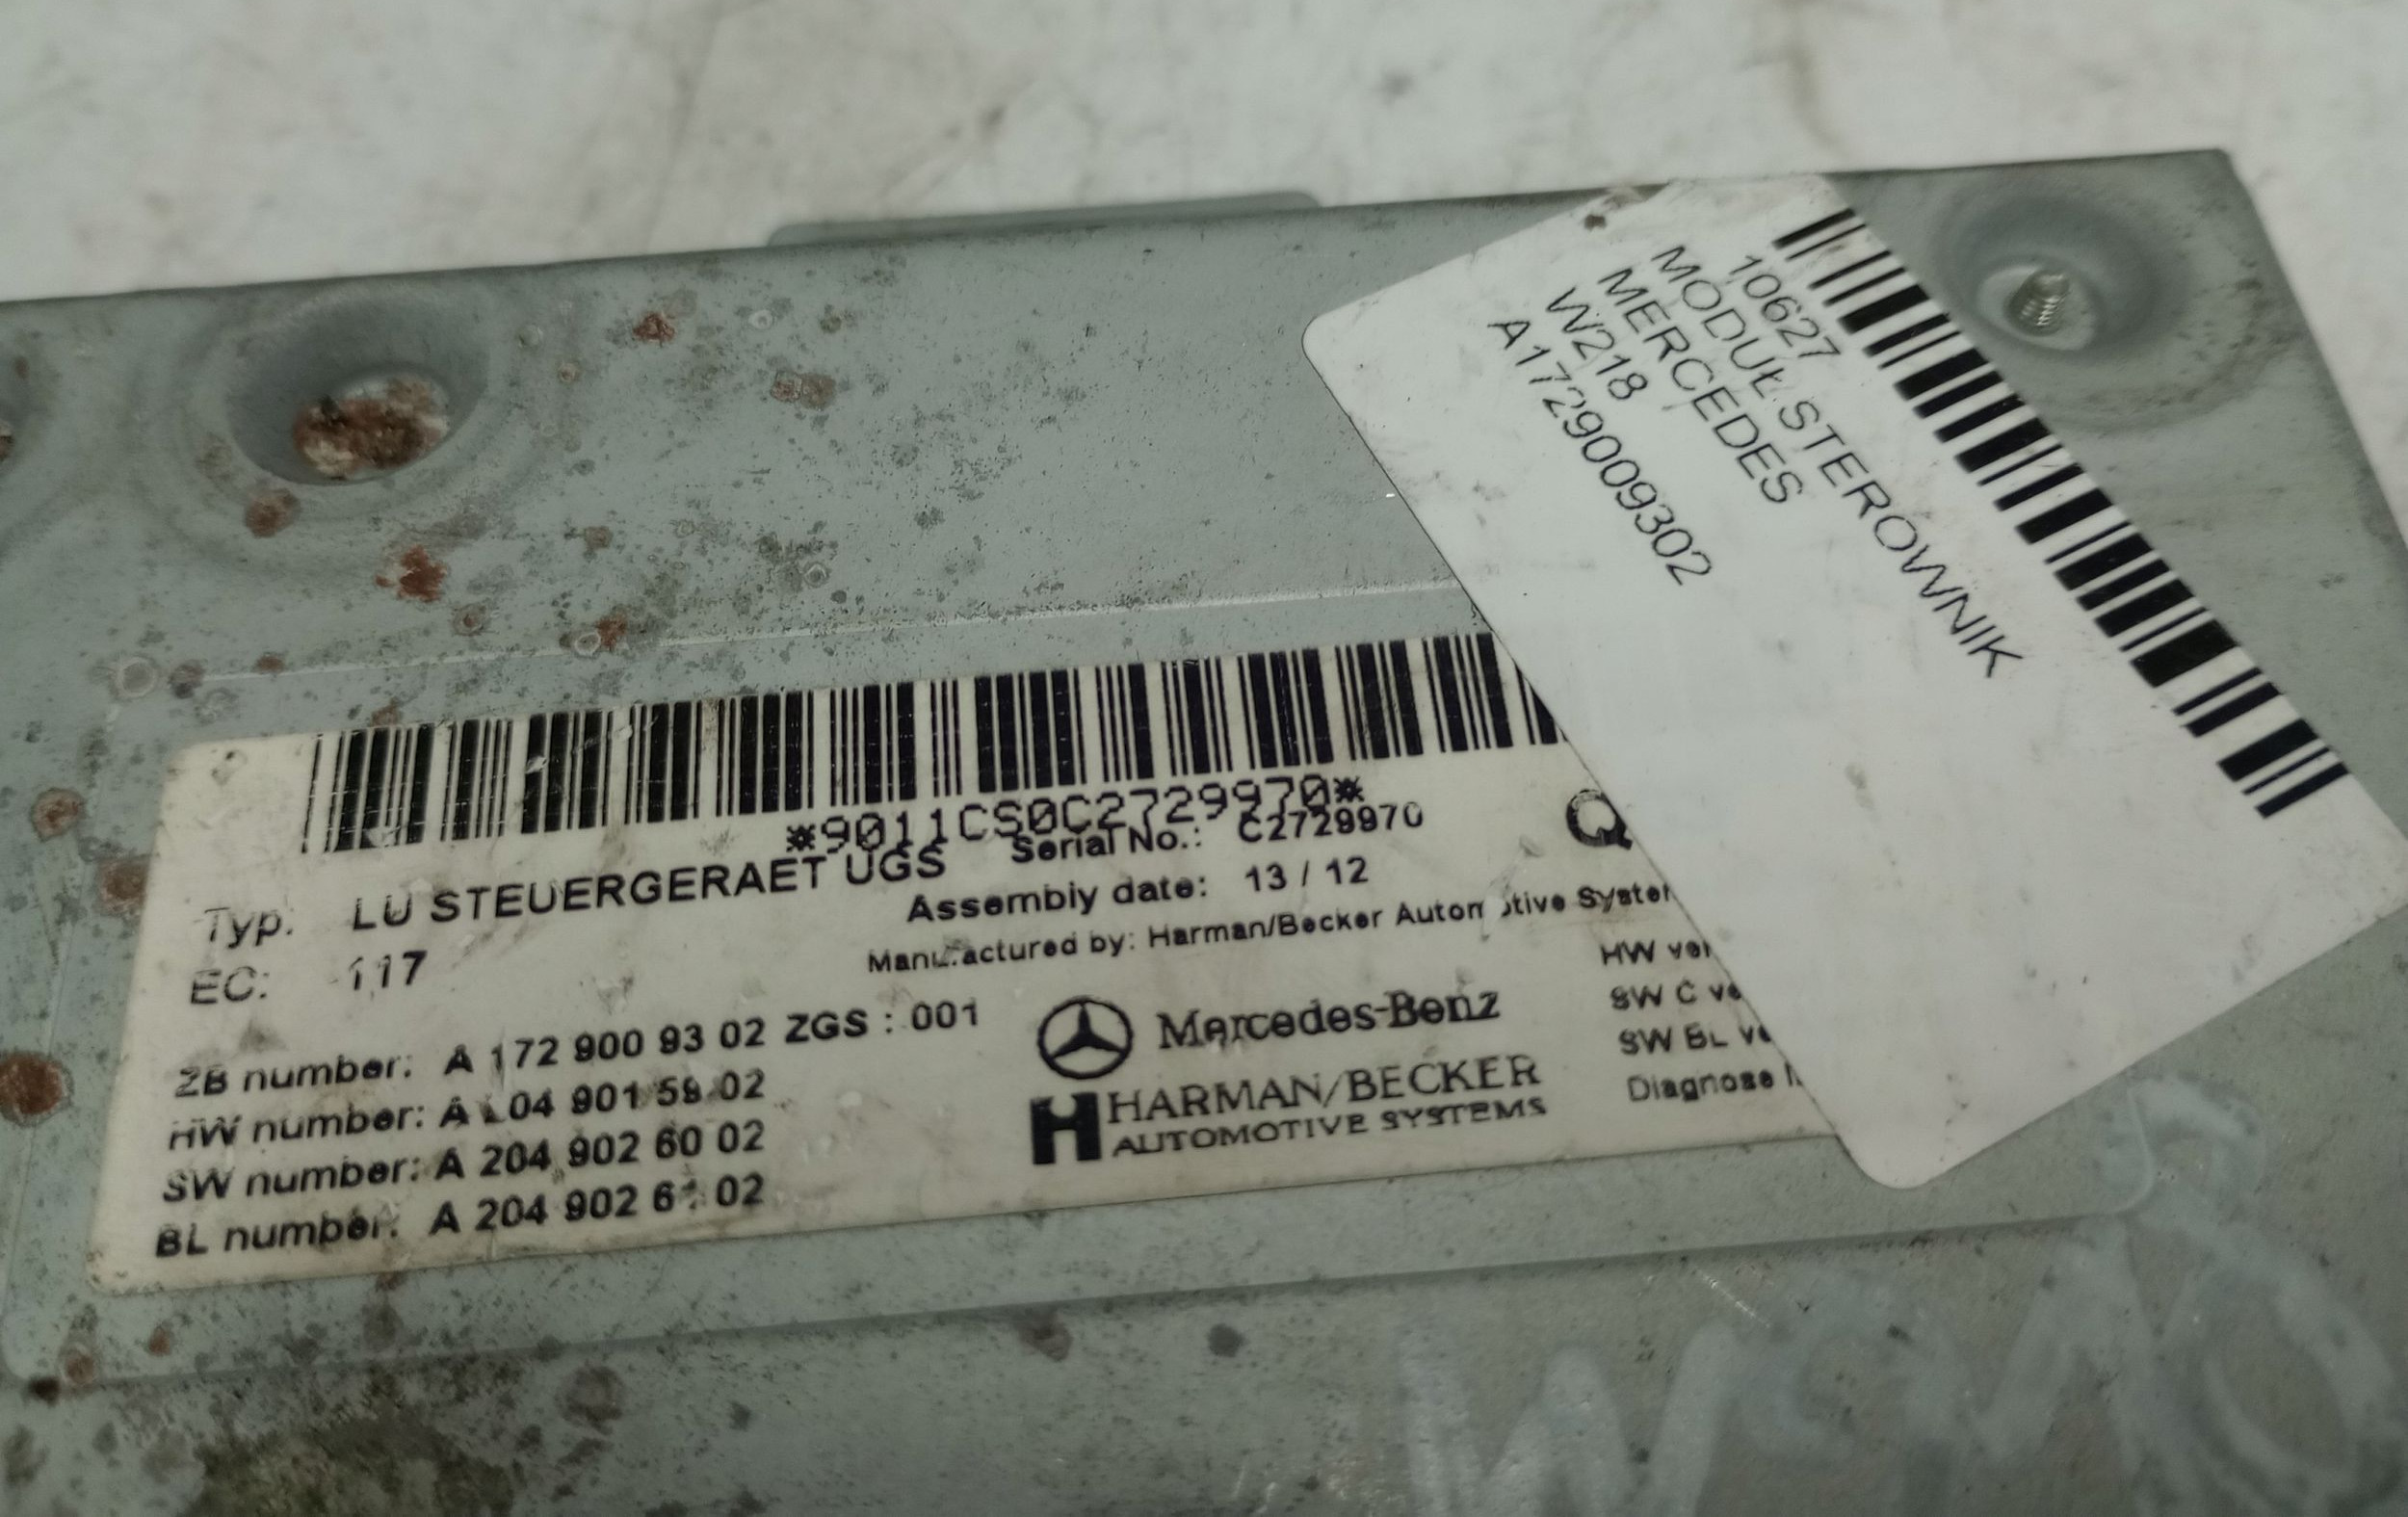 10627
MODUŁ STEROWNIK
MERCEDES
W218
A1729009302
*9011CS0C2729970*
Typ. LU STEUERGERAET UGS
Serial No.: C2729970
Q
EC: 117
Assembly date: 13 / 12
Manufactured by: Harman/Becker Automotive
ZB number: A 172 900 93 02 ZGS : 001
HW number: A 04 901 59 02
SW number: A 204 902 60 02
BL number: A 204 902 02
Mercedes-Benz
HARMAN/BECKER
AUTOMOTIVE SYSTEMS
HW
SW C
SW BL
Diagnose